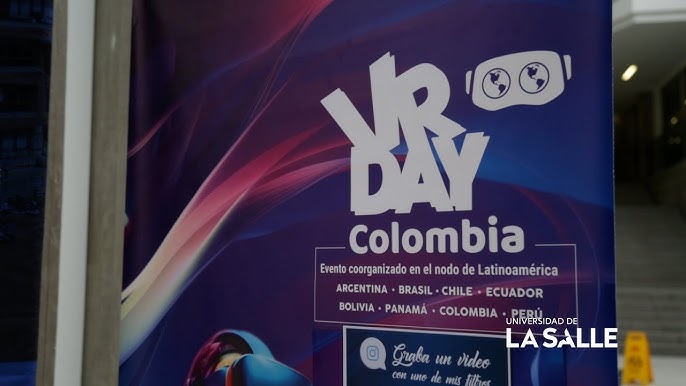 VR
DAY
Colombia
Evento coorganizado en el nodo de Latinoamérica
ARGENTINA • BRASIL • CHILE • ECUADOR
BOLIVIA • PANAMÁ • COLOMBIA • PERÚ
UNIVERSIDAD DE
LA SALLE
Graba un video
con uno de mis filtros